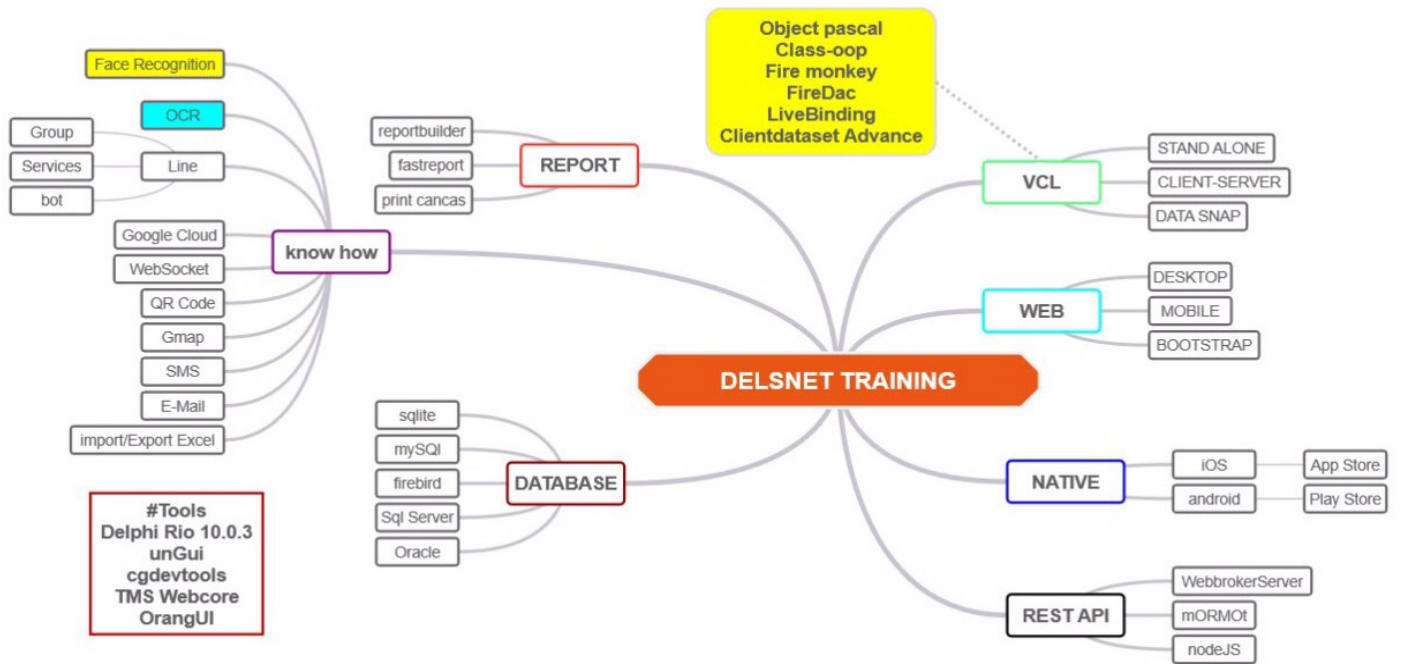 Object pascal
Class-oop
Fire monkey
FireDac
LiveBinding
Clientdataset Advance
Face Recognition
OCR
Group
Services
bot
Line
Google Cloud
WebSocket
QR Code
Gmap
SMS
E-Mail
import/Export Excel
know how
reportbuilder
fastreport
print cancas
REPORT
VCL
STAND ALONE
CLIENT-SERVER
DATA SNAP
WEB
DESKTOP
MOBILE
BOOTSTRAP
DELSNET TRAINING
sqlite
mySQl
firebird
Sql Server
Oracle
DATABASE
NATIVE
iOS
App Store
android
Play Store
REST API
WebbrokerServer
mORMOt
nodeJS
#Tools
Delphi Rio 10.0.3
unGui
cgdevtools
TMS Webcore
OrangUI